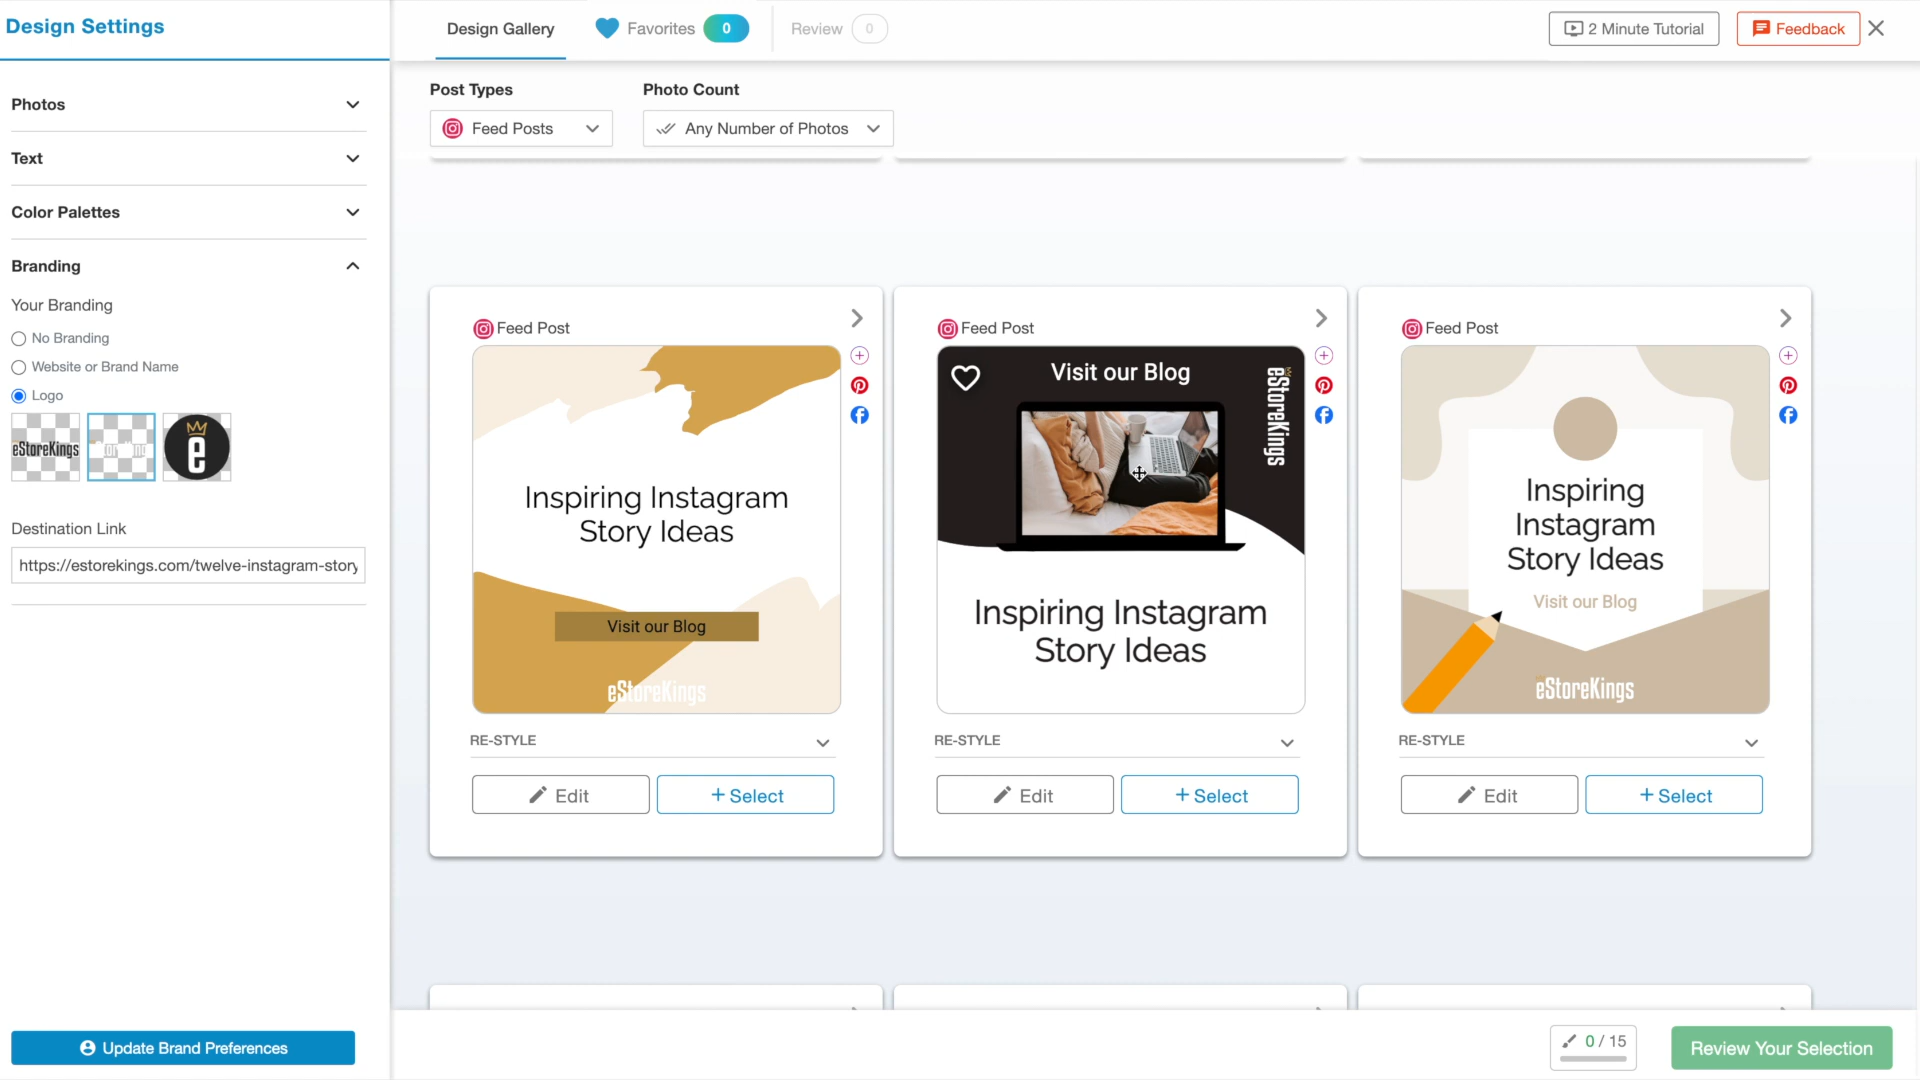 Design Settings
Design Gallery
Favorites 0
Review 0
2 Minute Tutorial
Feedback
Photos
Text
Color Palettes
Branding
Your Branding
No Branding
Website or Brand Name
Logo
eStoreKings
e
Destination Link
https://estorekings.com/twelve-instagram-story
Update Brand Preferences
Post Types
Feed Posts
Photo Count
Any Number of Photos
Feed Post
Inspiring Instagram
Story Ideas
Visit our Blog
eStoreKings
RE-STYLE
Edit
+ Select
Feed Post
Visit our Blog
eStoreKings
Inspiring Instagram
Story Ideas
RE-STYLE
Edit
+ Select
Feed Post
Inspiring
Instagram
Story Ideas
Visit our Blog
eStoreKings
RE-STYLE
Edit
+ Select
0 / 15
Review Your Selection